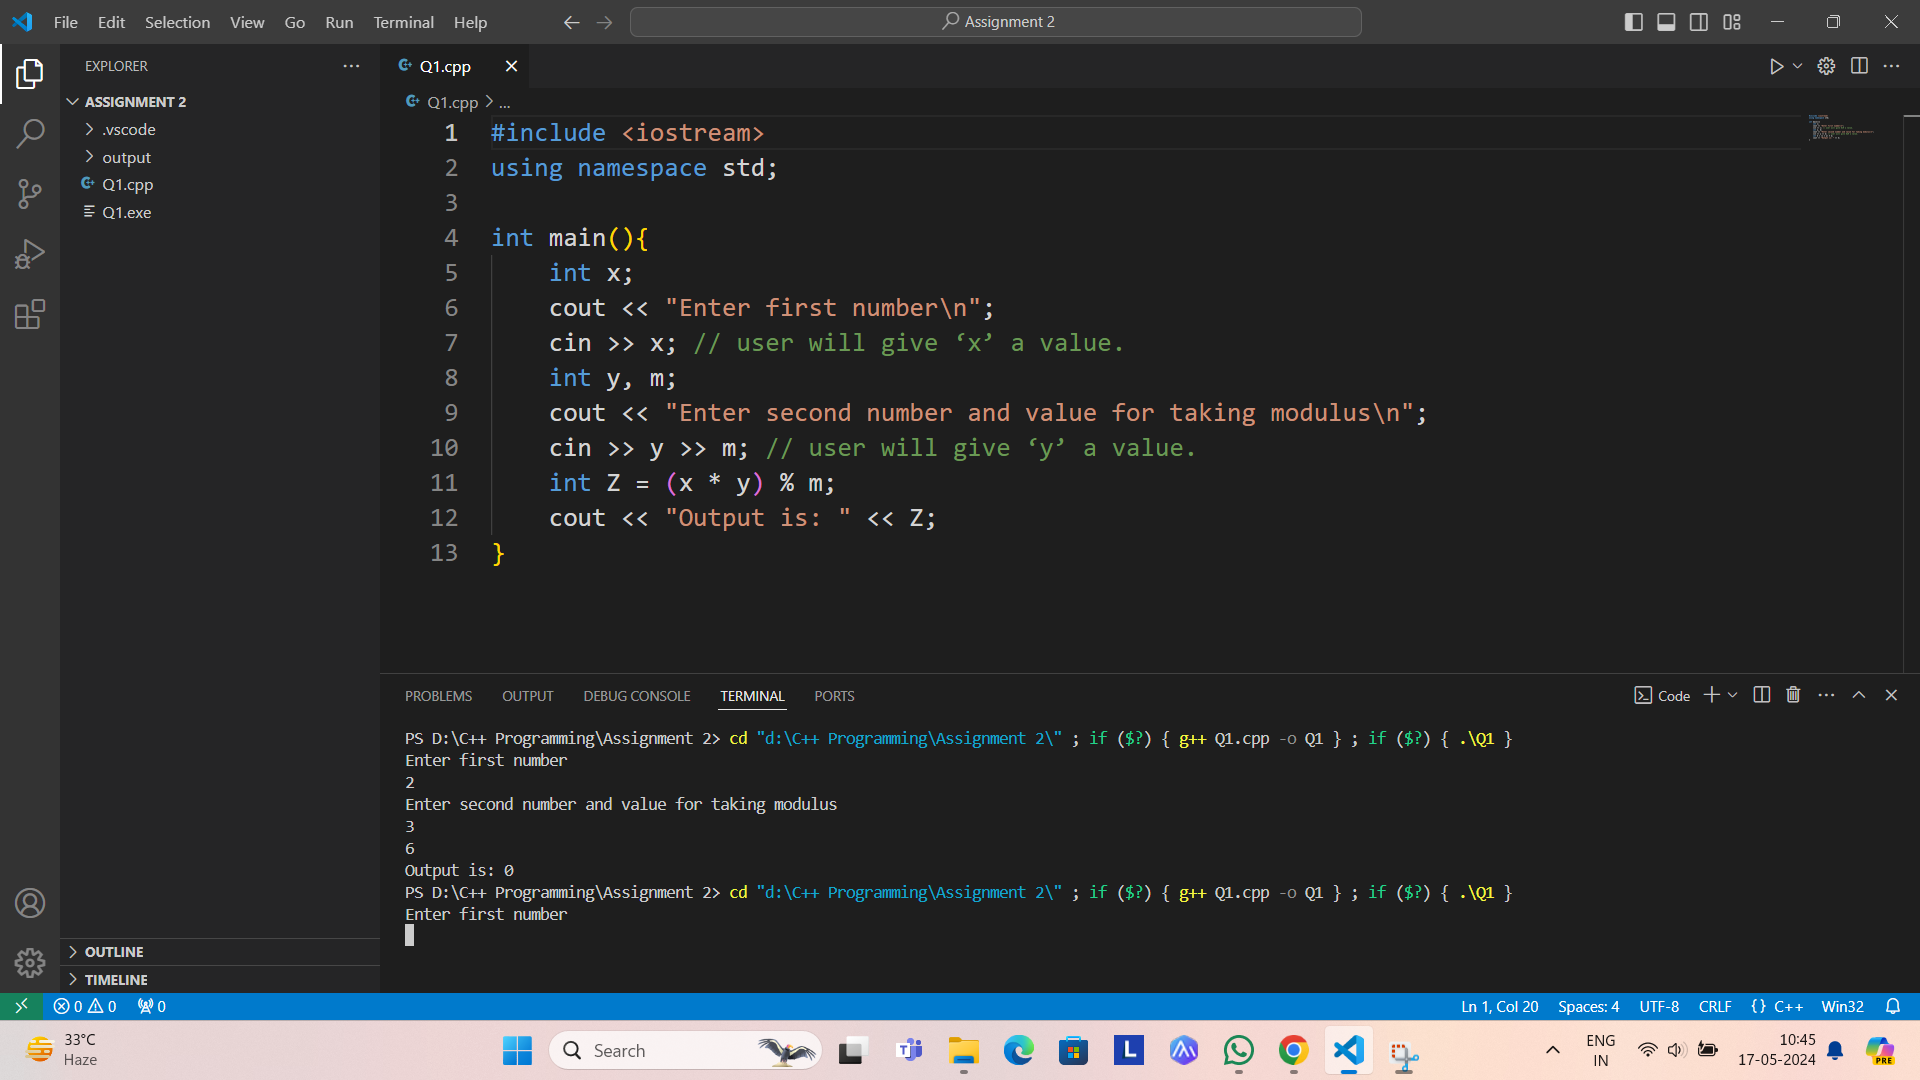 File Edit Selection View Go Run Terminal Help
Assignment 2
EXPLORER
ASSIGNMENT 2
.vscode
output
Q1.cpp
Q1.exe
OUTLINE
TIMELINE
Q1.cpp
Q1.cpp > ...
1 #include <iostream>
2 using namespace std;
3
4 int main(){
5 int x;
6 cout << "Enter first number\n";
7 cin >> x; // user will give ‘x’ a value.
8 int y, m;
9 cout << "Enter second number and value for taking modulus\n";
10 cin >> y >> m; // user will give ‘y’ a value.
11 int Z = (x * y) % m;
12 cout << "Output is: " << Z;
13 }
PROBLEMS OUTPUT DEBUG CONSOLE TERMINAL PORTS
Code
PS D:\C++ Programming\Assignment 2> cd "d:\C++ Programming\Assignment 2\" ; if ($?) { g++ Q1.cpp -o Q1 } ; if ($?) { .\Q1 }
Enter first number
2
Enter second number and value for taking modulus
3
6
Output is: 0
PS D:\C++ Programming\Assignment 2> cd "d:\C++ Programming\Assignment 2\" ; if ($?) { g++ Q1.cpp -o Q1 } ; if ($?) { .\Q1 }
Enter first number
0 0 0
Ln 1, Col 20 Spaces: 4 UTF-8 CRLF {} C++ Win32
33°C
Haze
Search
ENG
IN
10:45
17-05-2024
PRE